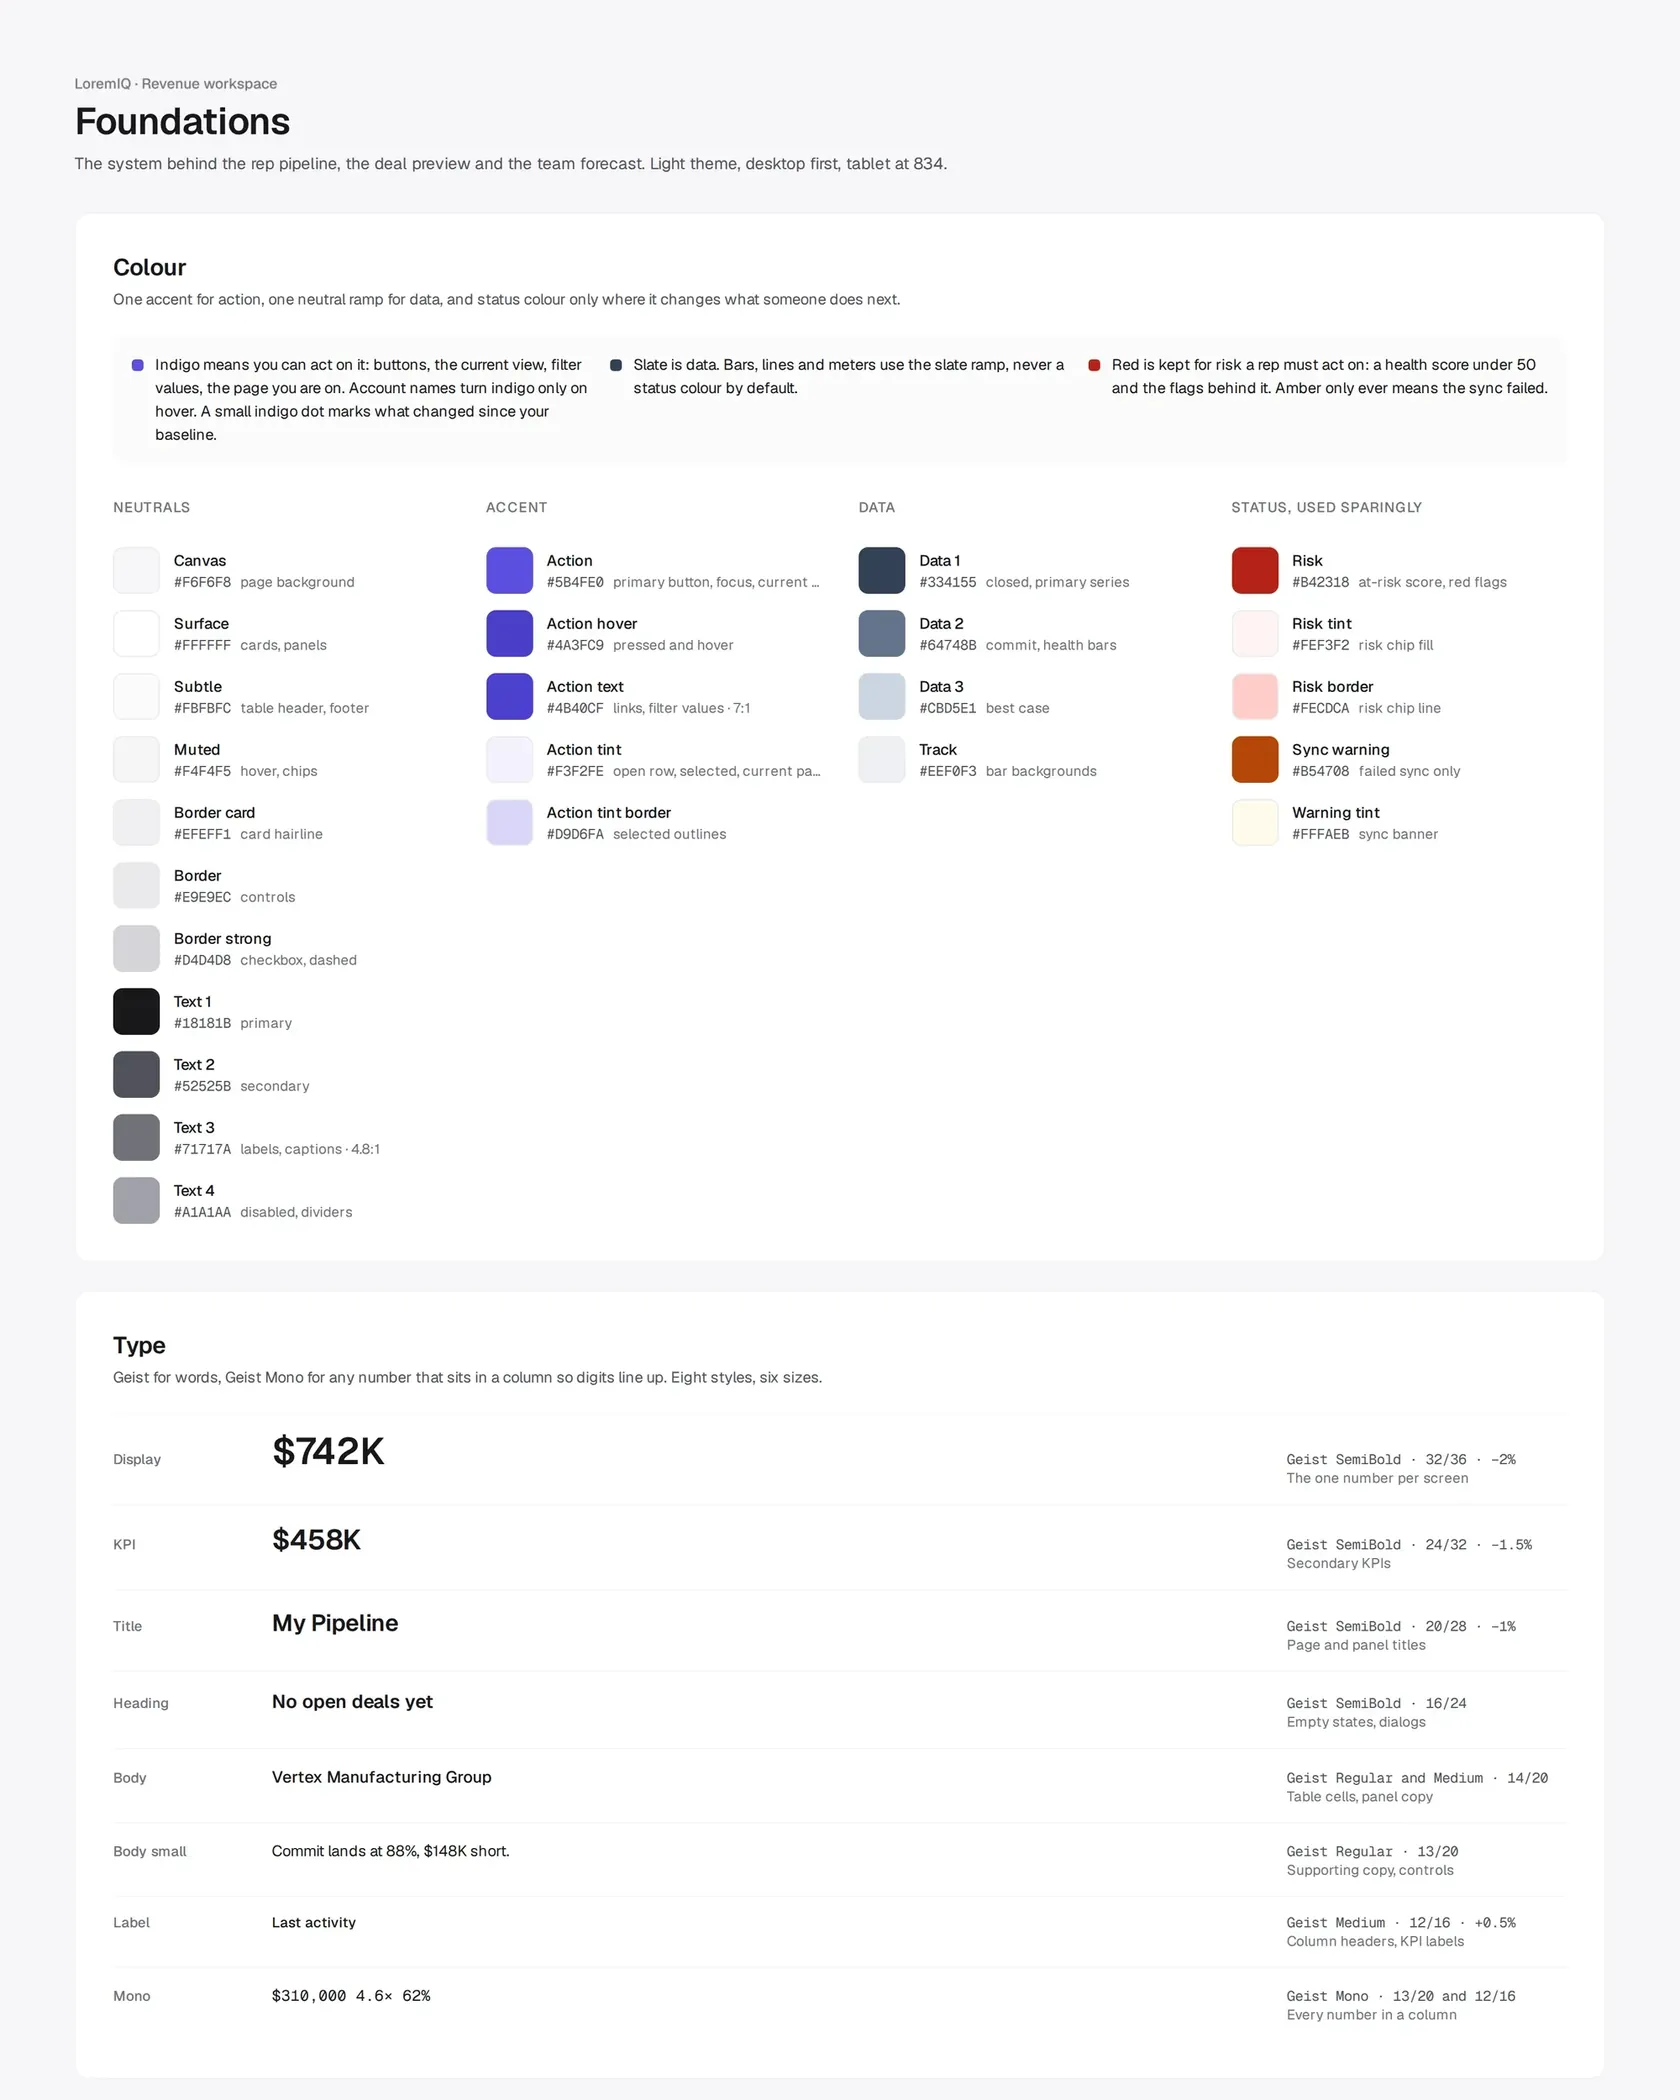 LoremIQ · Revenue workspace
Foundations
The system behind the rep pipeline, the deal preview and the team forecast. Light theme, desktop first, tablet at 834.
Colour
One accent for action, one neutral ramp for data, and status colour only where it changes what someone does next.
Indigo means you can act on it: buttons, the current view, filter
values, the page you are on. Account names turn indigo only on
hover. A small indigo dot marks what changed since your
baseline.
Slate is data. Bars, lines and meters use the slate ramp, never a
status colour by default.
Red is kept for risk a rep must act on: a health score under 50
and the flags behind it. Amber only ever means the sync failed.
NEUTRALS
Canvas
#F6F6F8 page background
Surface
#FFFFFF cards, panels
Subtle
#FBFBFC table header, footer
Muted
#F4F4F5 hover, chips
Border card
#EFEFF1 card hairline
Border
#E9E9EC controls
Border strong
#D4D4D8 checkbox, dashed
Text 1
#18181B primary
Text 2
#52525B secondary
Text 3
#71717A labels, captions · 4.8:1
Text 4
#A1A1AA disabled, dividers
ACCENT
Action
#5B4FE0 primary button, focus, current ...
Action hover
#4A3FC9 pressed and hover
Action text
#4B40CF links, filter values · 7:1
Action tint
#F3F2FE open row, selected, current pa...
Action tint border
#D9D6FA selected outlines
DATA
Data 1
#334155 closed, primary series
Data 2
#64748B commit, health bars
Data 3
#CBD5E1 best case
Track
#EEF0F3 bar backgrounds
STATUS, USED SPARINGLY
Risk
#B42318 at-risk score, red flags
Risk tint
#FEF3F2 risk chip fill
Risk border
#FECDCA risk chip line
Sync warning
#B54708 failed sync only
Warning tint
#FFFAEB sync banner
Type
Geist for words, Geist Mono for any number that sits in a column so digits line up. Eight styles, six sizes.
Display
$742K
Geist SemiBold · 32/36 · −2%
The one number per screen
KPI
$458K
Geist SemiBold · 24/32 · −1.5%
Secondary KPIs
Title
My Pipeline
Geist SemiBold · 20/28 · −1%
Page and panel titles
Heading
No open deals yet
Geist SemiBold · 16/24
Empty states, dialogs
Body
Vertex Manufacturing Group
Geist Regular and Medium · 14/20
Table cells, panel copy
Body small
Commit lands at 88%, $148K short.
Geist Regular · 13/20
Supporting copy, controls
Label
Last activity
Geist Medium · 12/16 · +0.5%
Column headers, KPI labels
Mono
$310,000 4.6× 62%
Geist Mono · 13/20 and 12/16
Every number in a column